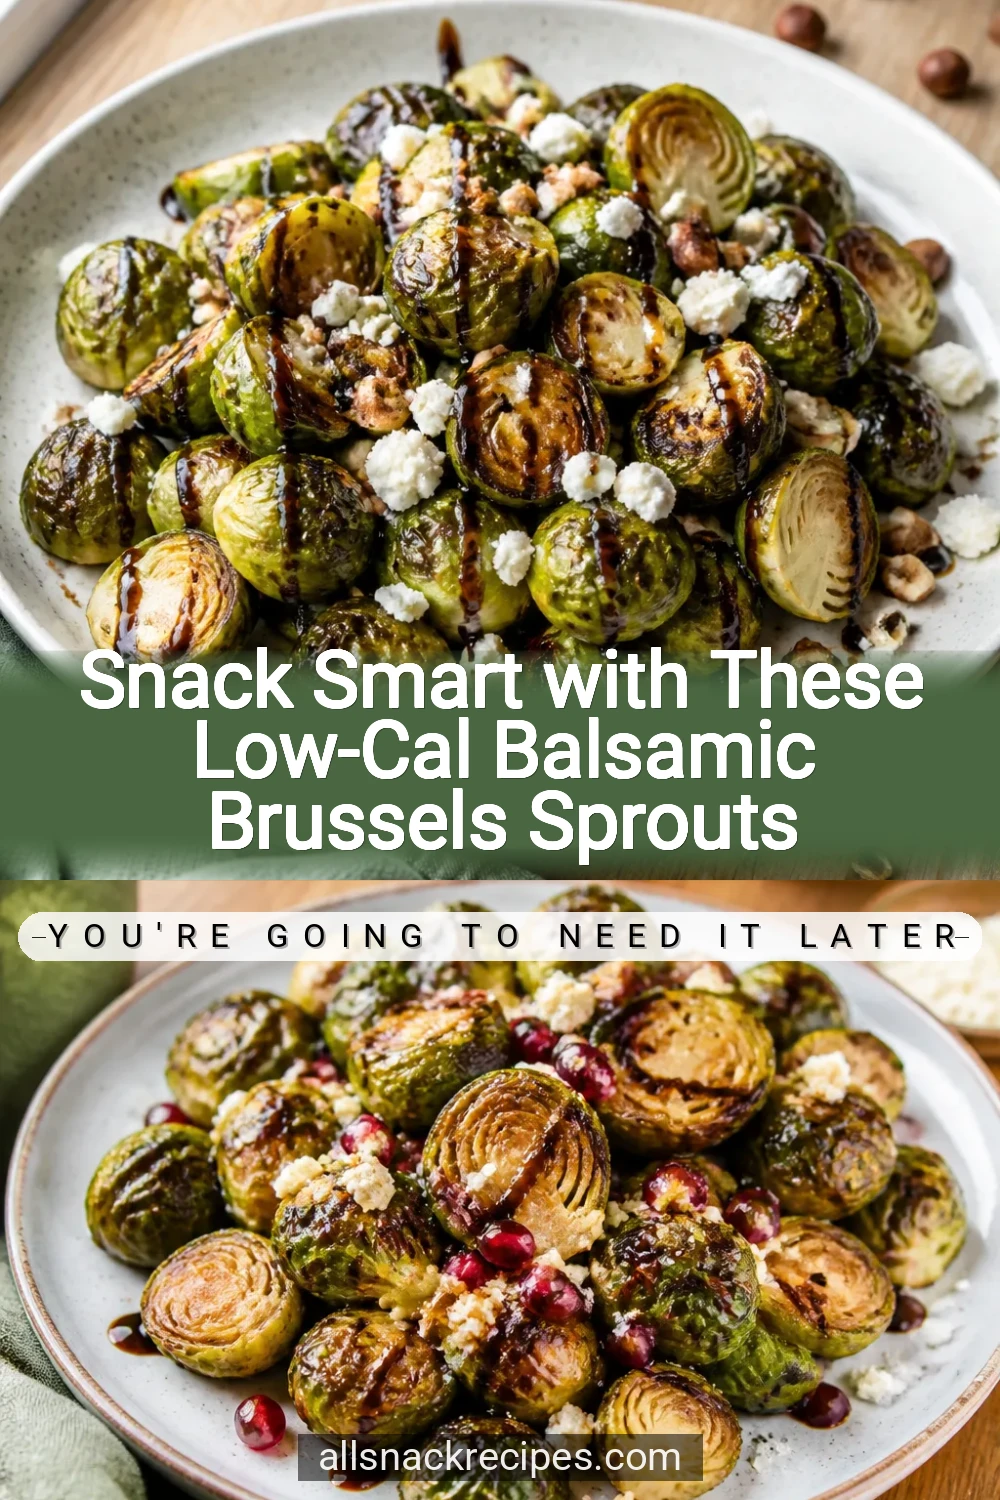 Snack Smart with These
Low-Cal Balsamic
Brussels Sprouts
—YOU'RE GOING TO NEED IT LATER—
allsnackrecipes.com